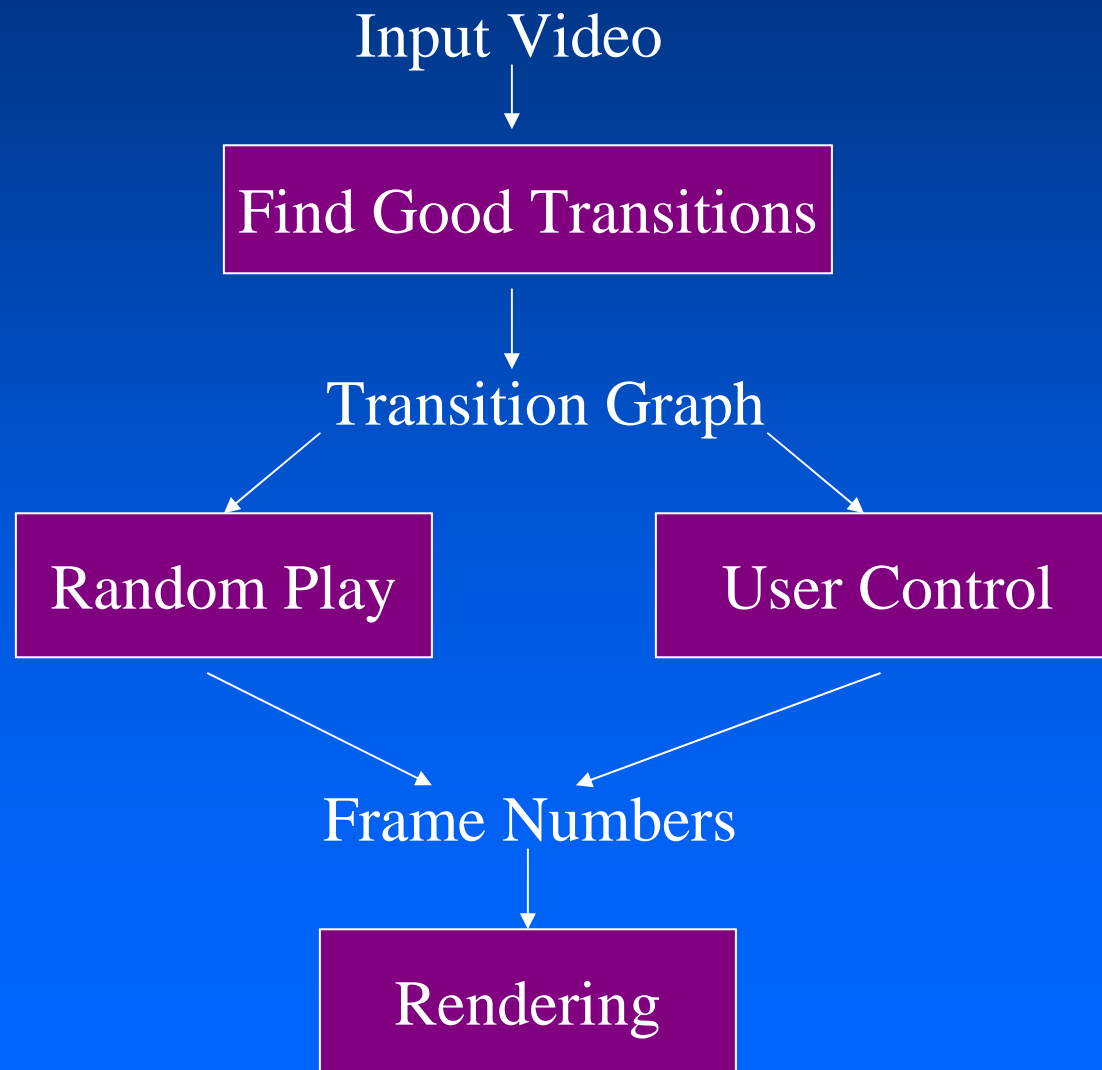 Input Video
Find Good Transitions
Transition Graph
Random Play
User Control
Frame Numbers
Rendering